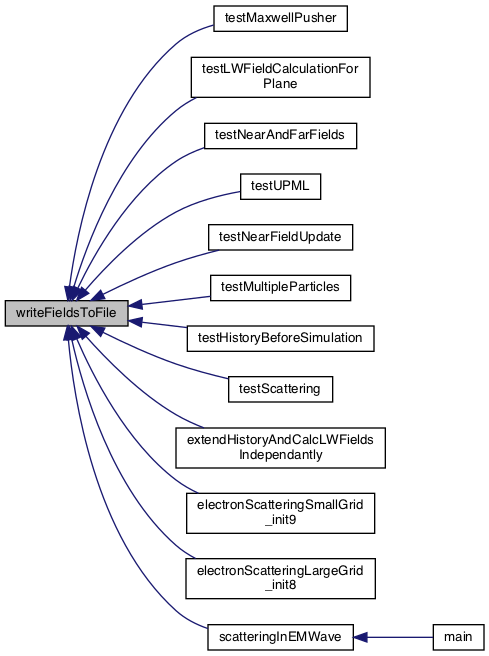 testMaxwellPusher
testLWFieldCalculationFor
Plane
testNearAndFarFields
testUPML
testNearFieldUpdate
testMultipleParticles
writeFieldsToFile
testHistoryBeforeSimulation
testScattering
extendHistoryAndCalcLWFields
Independantly
electronScatteringSmallGrid
_init9
electronScatteringLargeGrid
_init8
scatteringInEMWave
main